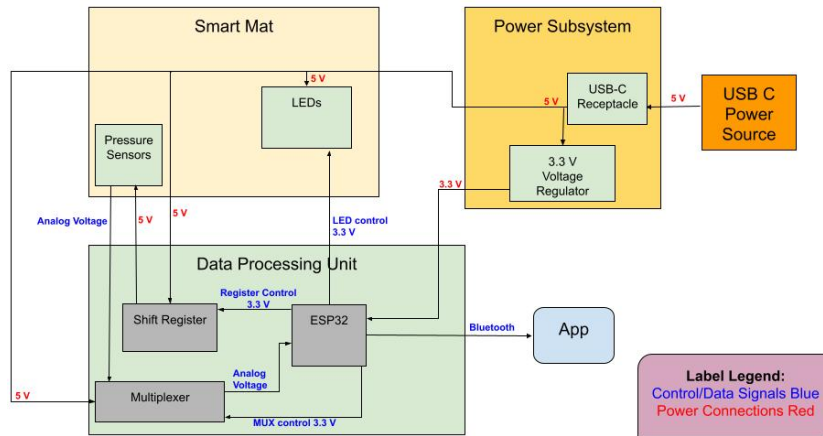 Smart Mat
Power Subsystem
5 V
LEDs
5 V
USB-C
Receptacle
5 V
USB C
Power
Source
Pressure
Sensors
3.3 V
Voltage
Regulator
3.3 V
Analog Voltage
5 V
5 V
LED control
3.3 V
Data Processing Unit
Register Control
3.3 V
Shift Register
ESP32
Bluetooth
App
Analog
Voltage
5 V
Multiplexer
MUX control 3.3 V
Label Legend:
Control/Data Signals Blue
Power Connections Red